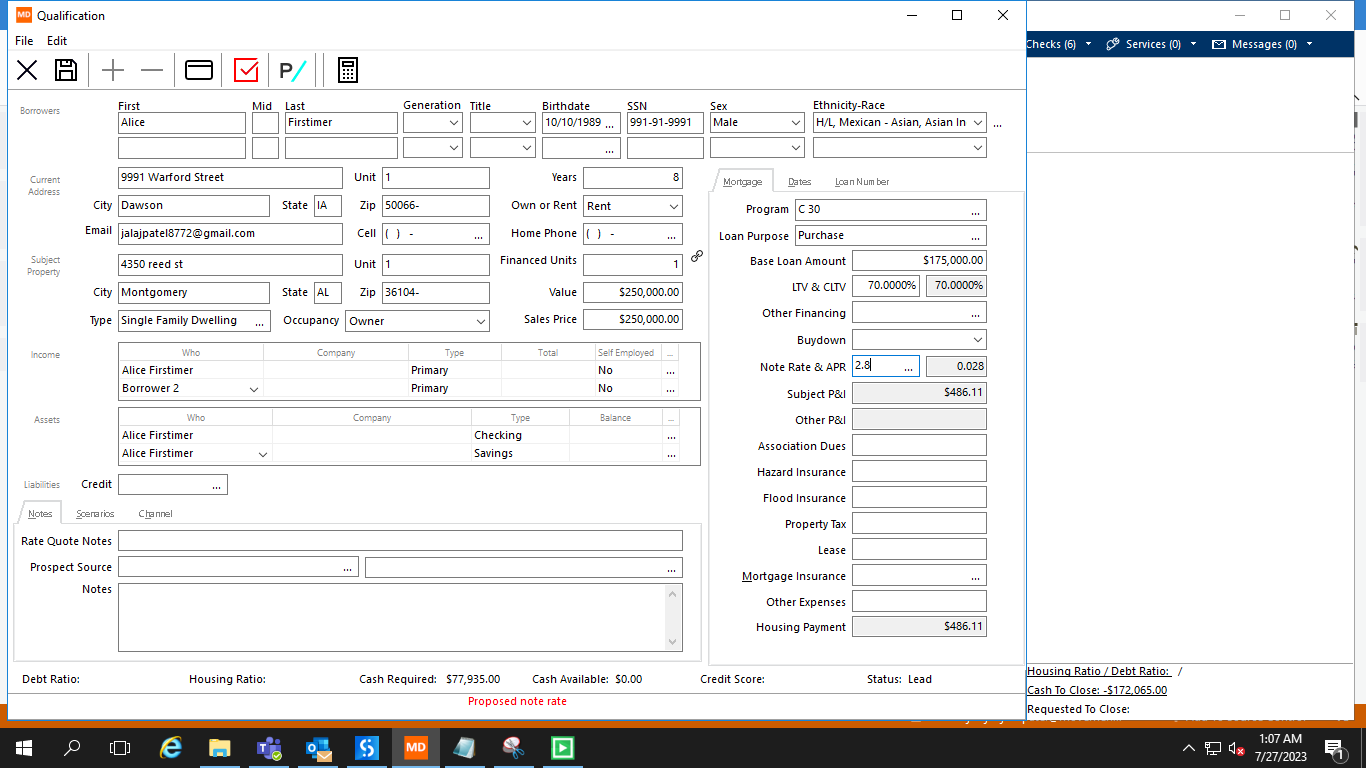 MD Qualification
File Edit
P/
Checks (6) Services (0) Messages (0)
Borrowers
First Mid Last Generation Title Birthdate SSN Sex Ethnicity-Race
Alice Firstimer 10/10/1989 ... 991-91-9991 Male H/L, Mexican - Asian, Asian In ...
...
Current Address
9991 Warford Street Unit 1 Years 8
City Dawson State IA Zip 50066- Own or Rent Rent
Email jalajpatel8772@gmail.com Cell ( ) - ... Home Phone ( ) - ...
Subject Property
4350 reed st Unit 1 Financed Units 1
City Montgomery State AL Zip 36104- Value $250,000.00
Type Single Family Dwelling ... Occupancy Owner Sales Price $250,000.00
Income
Who Company Type Total Self Employed ...
Alice Firstimer Primary No
Borrower 2 Primary No
Assets
Who Company Type Balance ...
Alice Firstimer Checking ...
Alice Firstimer Savings ...
Liabilities Credit ...
Notes Scenarios Channel
Rate Quote Notes
Prospect Source ... ...
Notes
Mortgage Dates Loan Number
Program C 30 ...
Loan Purpose Purchase ...
Base Loan Amount $175,000.00
LTV & CLTV 70.0000% 70.0000%
Other Financing ...
Buydown
Note Rate & APR 2.8 ... 0.028
Subject P&I $486.11
Other P&I
Association Dues
Hazard Insurance
Flood Insurance
Property Tax
Lease
Mortgage Insurance ...
Other Expenses
Housing Payment $486.11
Debt Ratio: Housing Ratio: Cash Required: $77,935.00 Cash Available: $0.00 Credit Score: Status: Lead
Proposed note rate
Housing Ratio / Debt Ratio: /
Cash To Close: -$172,065.00
Requested To Close:
MD
1:07 AM
7/27/2023
1